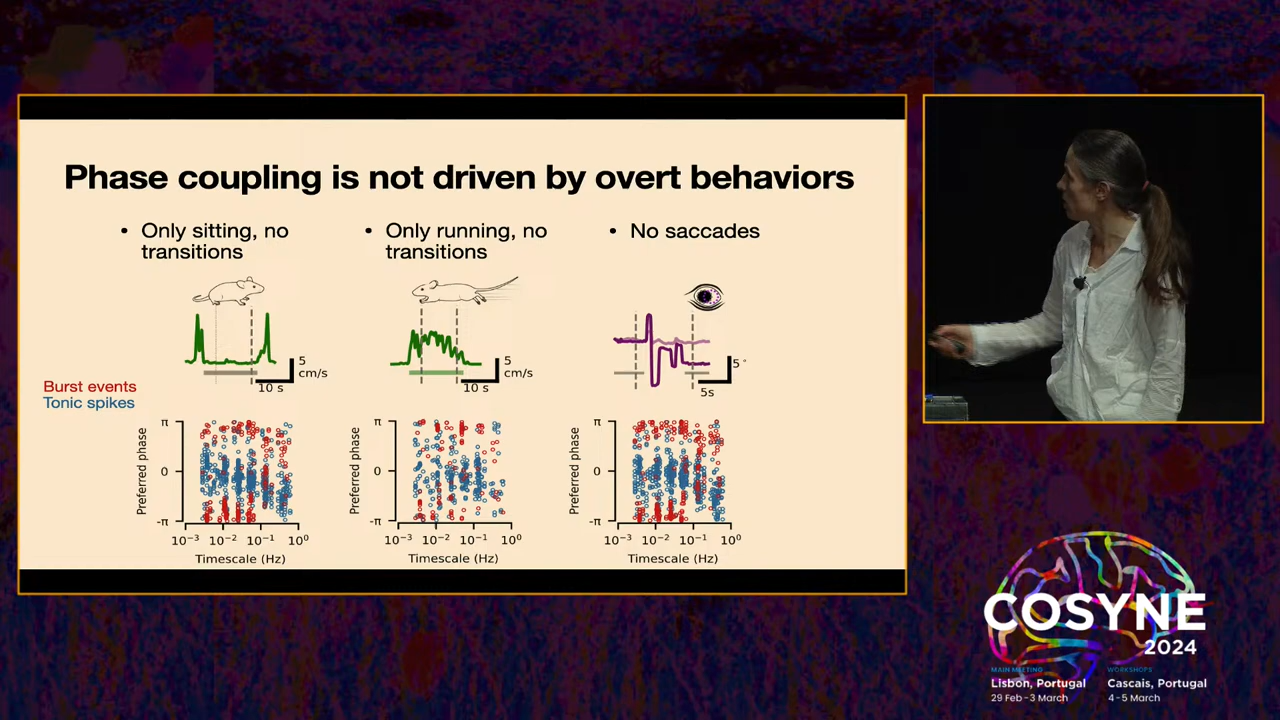 Phase coupling is not driven by overt behaviors
• Only sitting, no
transitions
• Only running, no
transitions
• No saccades
5
cm/s
10 s
5
cm/s
10 s
5°
5s
Burst events
Tonic spikes
Preferred phase
π
0
-π
10⁻³ 10⁻² 10⁻¹ 10⁰
Timescale (Hz)
Preferred phase
π
0
-π
10⁻³ 10⁻² 10⁻¹ 10⁰
Timescale (Hz)
Preferred phase
π
0
-π
10⁻³ 10⁻² 10⁻¹ 10⁰
Timescale (Hz)
COSYNE
2024
MAIN MEETING
Lisbon, Portugal
29 Feb - 3 March
WORKSHOPS
Cascais, Portugal
4 - 5 March